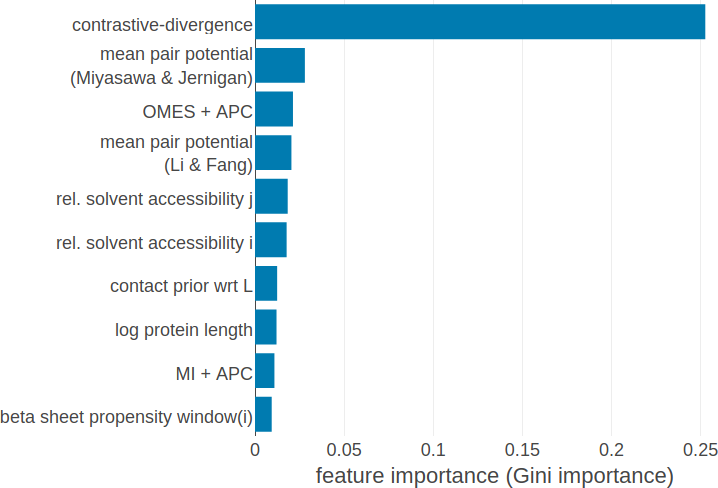 contrastive-divergence
mean pair potential
(Miyasawa & Jernigan)
OMES + APC
mean pair potential
(Li & Fang)
rel. solvent accessibility j
rel. solvent accessibility i
contact prior wrt L
log protein length
MI + APC
beta sheet propensity window(i)
0 0.05 0.1 0.15 0.2 0.25
feature importance (Gini importance)